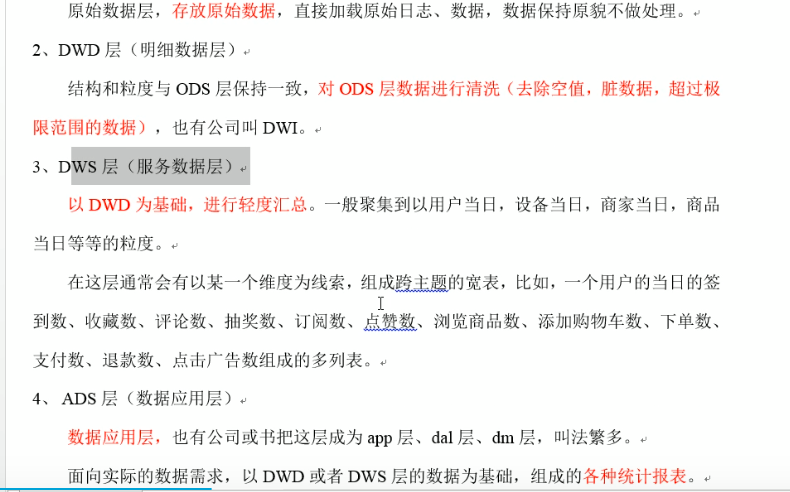 原始数据层，存放原始数据，直接加载原始日志、数据，数据保持原貌不做处理。
2、DWD 层（明细数据层）
结构和粒度与 ODS 层保持一致，对 ODS 层数据进行清洗（去除空值，脏数据，超过极
限范围的数据），也有公司叫 DWI。
3、DWS 层（服务数据层）
以 DWD 为基础，进行轻度汇总。一般聚集到以用户当日，设备当日，商家当日，商品
当日等等的粒度。
在这层通常会有以某一个维度为线索，组成跨主题的宽表，比如，一个用户的当日的签
到数、收藏数、评论数、抽奖数、订阅数、点赞数、浏览商品数、添加购物车数、下单数、
支付数、退款数、点击广告数组成的多列表。
4、 ADS 层（数据应用层）
数据应用层，也有公司或书把这层成为 app 层、dal 层、dm 层，叫法繁多。
面向实际的数据需求，以 DWD 或者 DWS 层的数据为基础，组成的各种统计报表。